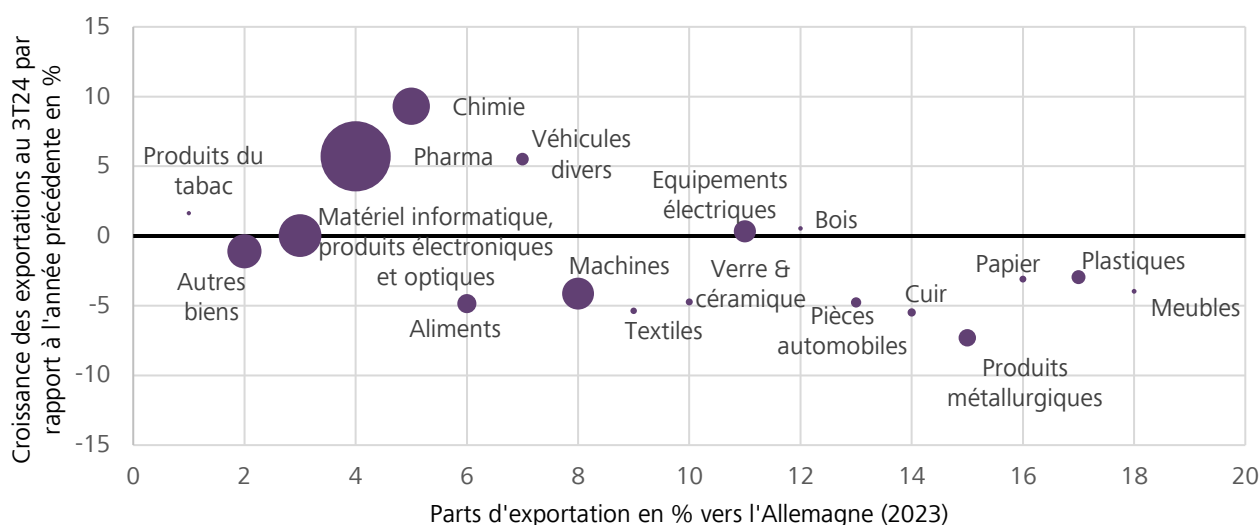 Croissance des exportations au 3T24 par
rapport à l'année précédente en %
15
10
5
0
-5
-10
-15
Chimie
Pharma
Véhicules
divers
Produits du
tabac
Equipements
électriques
Bois
Matériel informatique,
produits électroniques
et optiques
Autres
biens
Aliments
Machines
Textiles
Verre &
céramique
Pièces
automobiles
Cuir
Papier
Plastiques
Meubles
Produits
métallurgiques
0 2 4 6 8 10 12 14 16 18 20
Parts d'exportation en % vers l'Allemagne (2023)